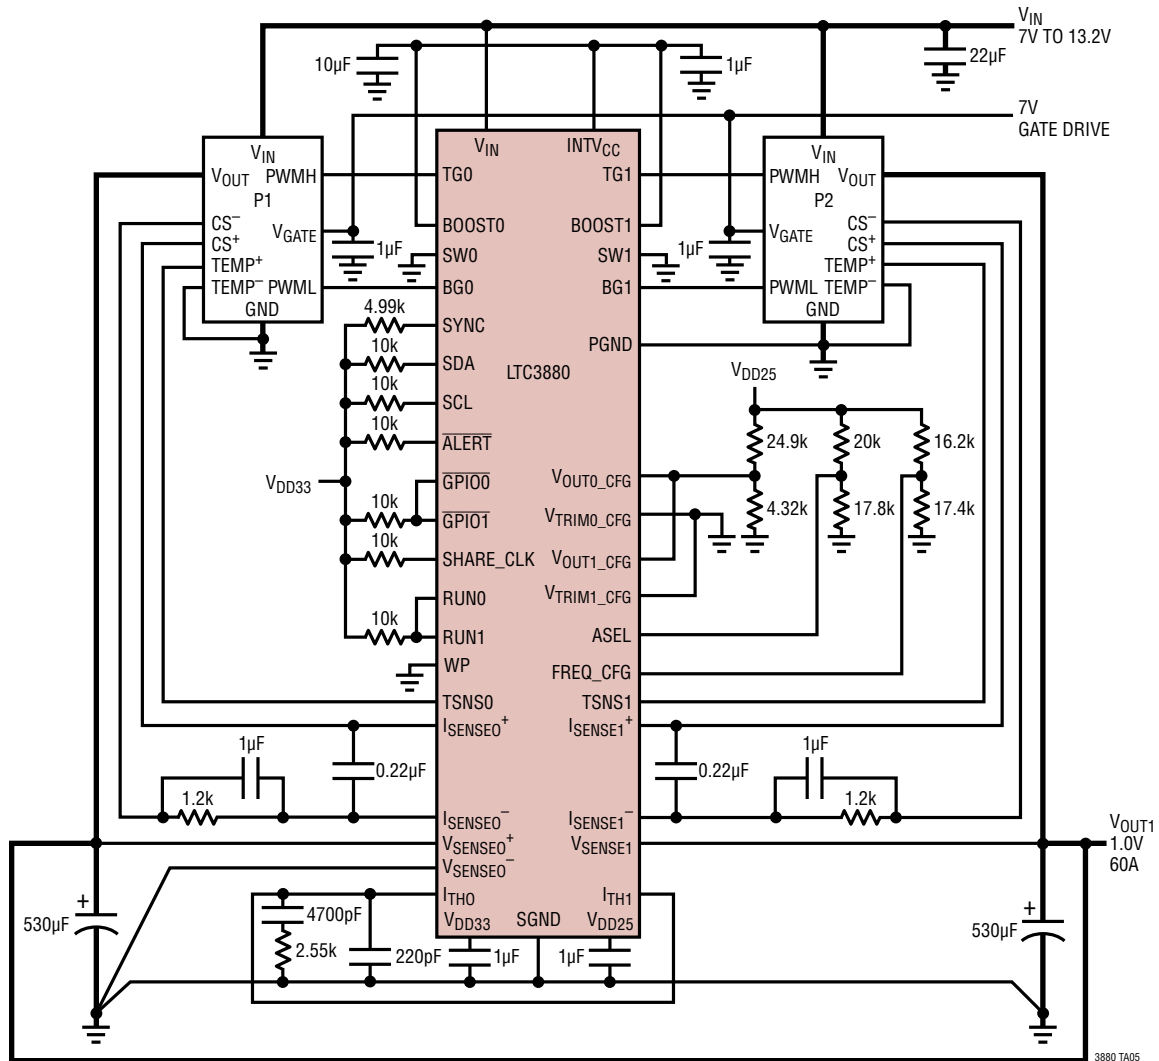 VIN
7V TO 13.2V
10µF
1µF
22µF
7V
GATE DRIVE
VIN
VOUT PWMH
P1
CS−
VGATE
CS+
TEMP+
TEMP− PWML
GND
1µF
VIN
INTVCC
TG0
TG1
BOOST0
BOOST1
SW0
SW1
BG0
BG1
SYNC
PGND
SDA
LTC3880
SCL
ALERT
VOUT0_CFG
GPIO0
VTRIM0_CFG
GPIO1
SHARE_CLK
VOUT1_CFG
RUN0
VTRIM1_CFG
RUN1
ASEL
WP
FREQ_CFG
TSNS0
TSNS1
ISENSE0+
ISENSE1+
ISENSE0−
ISENSE1−
VSENSE0+
VSENSE1
VSENSE0−
ITH0
ITH1
VDD33
SGND
VDD25
VIN
PWMH VOUT
P2
CS−
VGATE
CS+
TEMP+
PWML TEMP−
GND
1µF
4.99k
10k
10k
10k
VDD33
10k
10k
10k
VDD25
24.9k
20k
16.2k
4.32k
17.8k
17.4k
1µF
0.22µF
1.2k
0.22µF
1µF
1.2k
VOUT1
1.0V
60A
530µF
4700pF
2.55k
220pF
1µF
1µF
530µF
3880 TA05